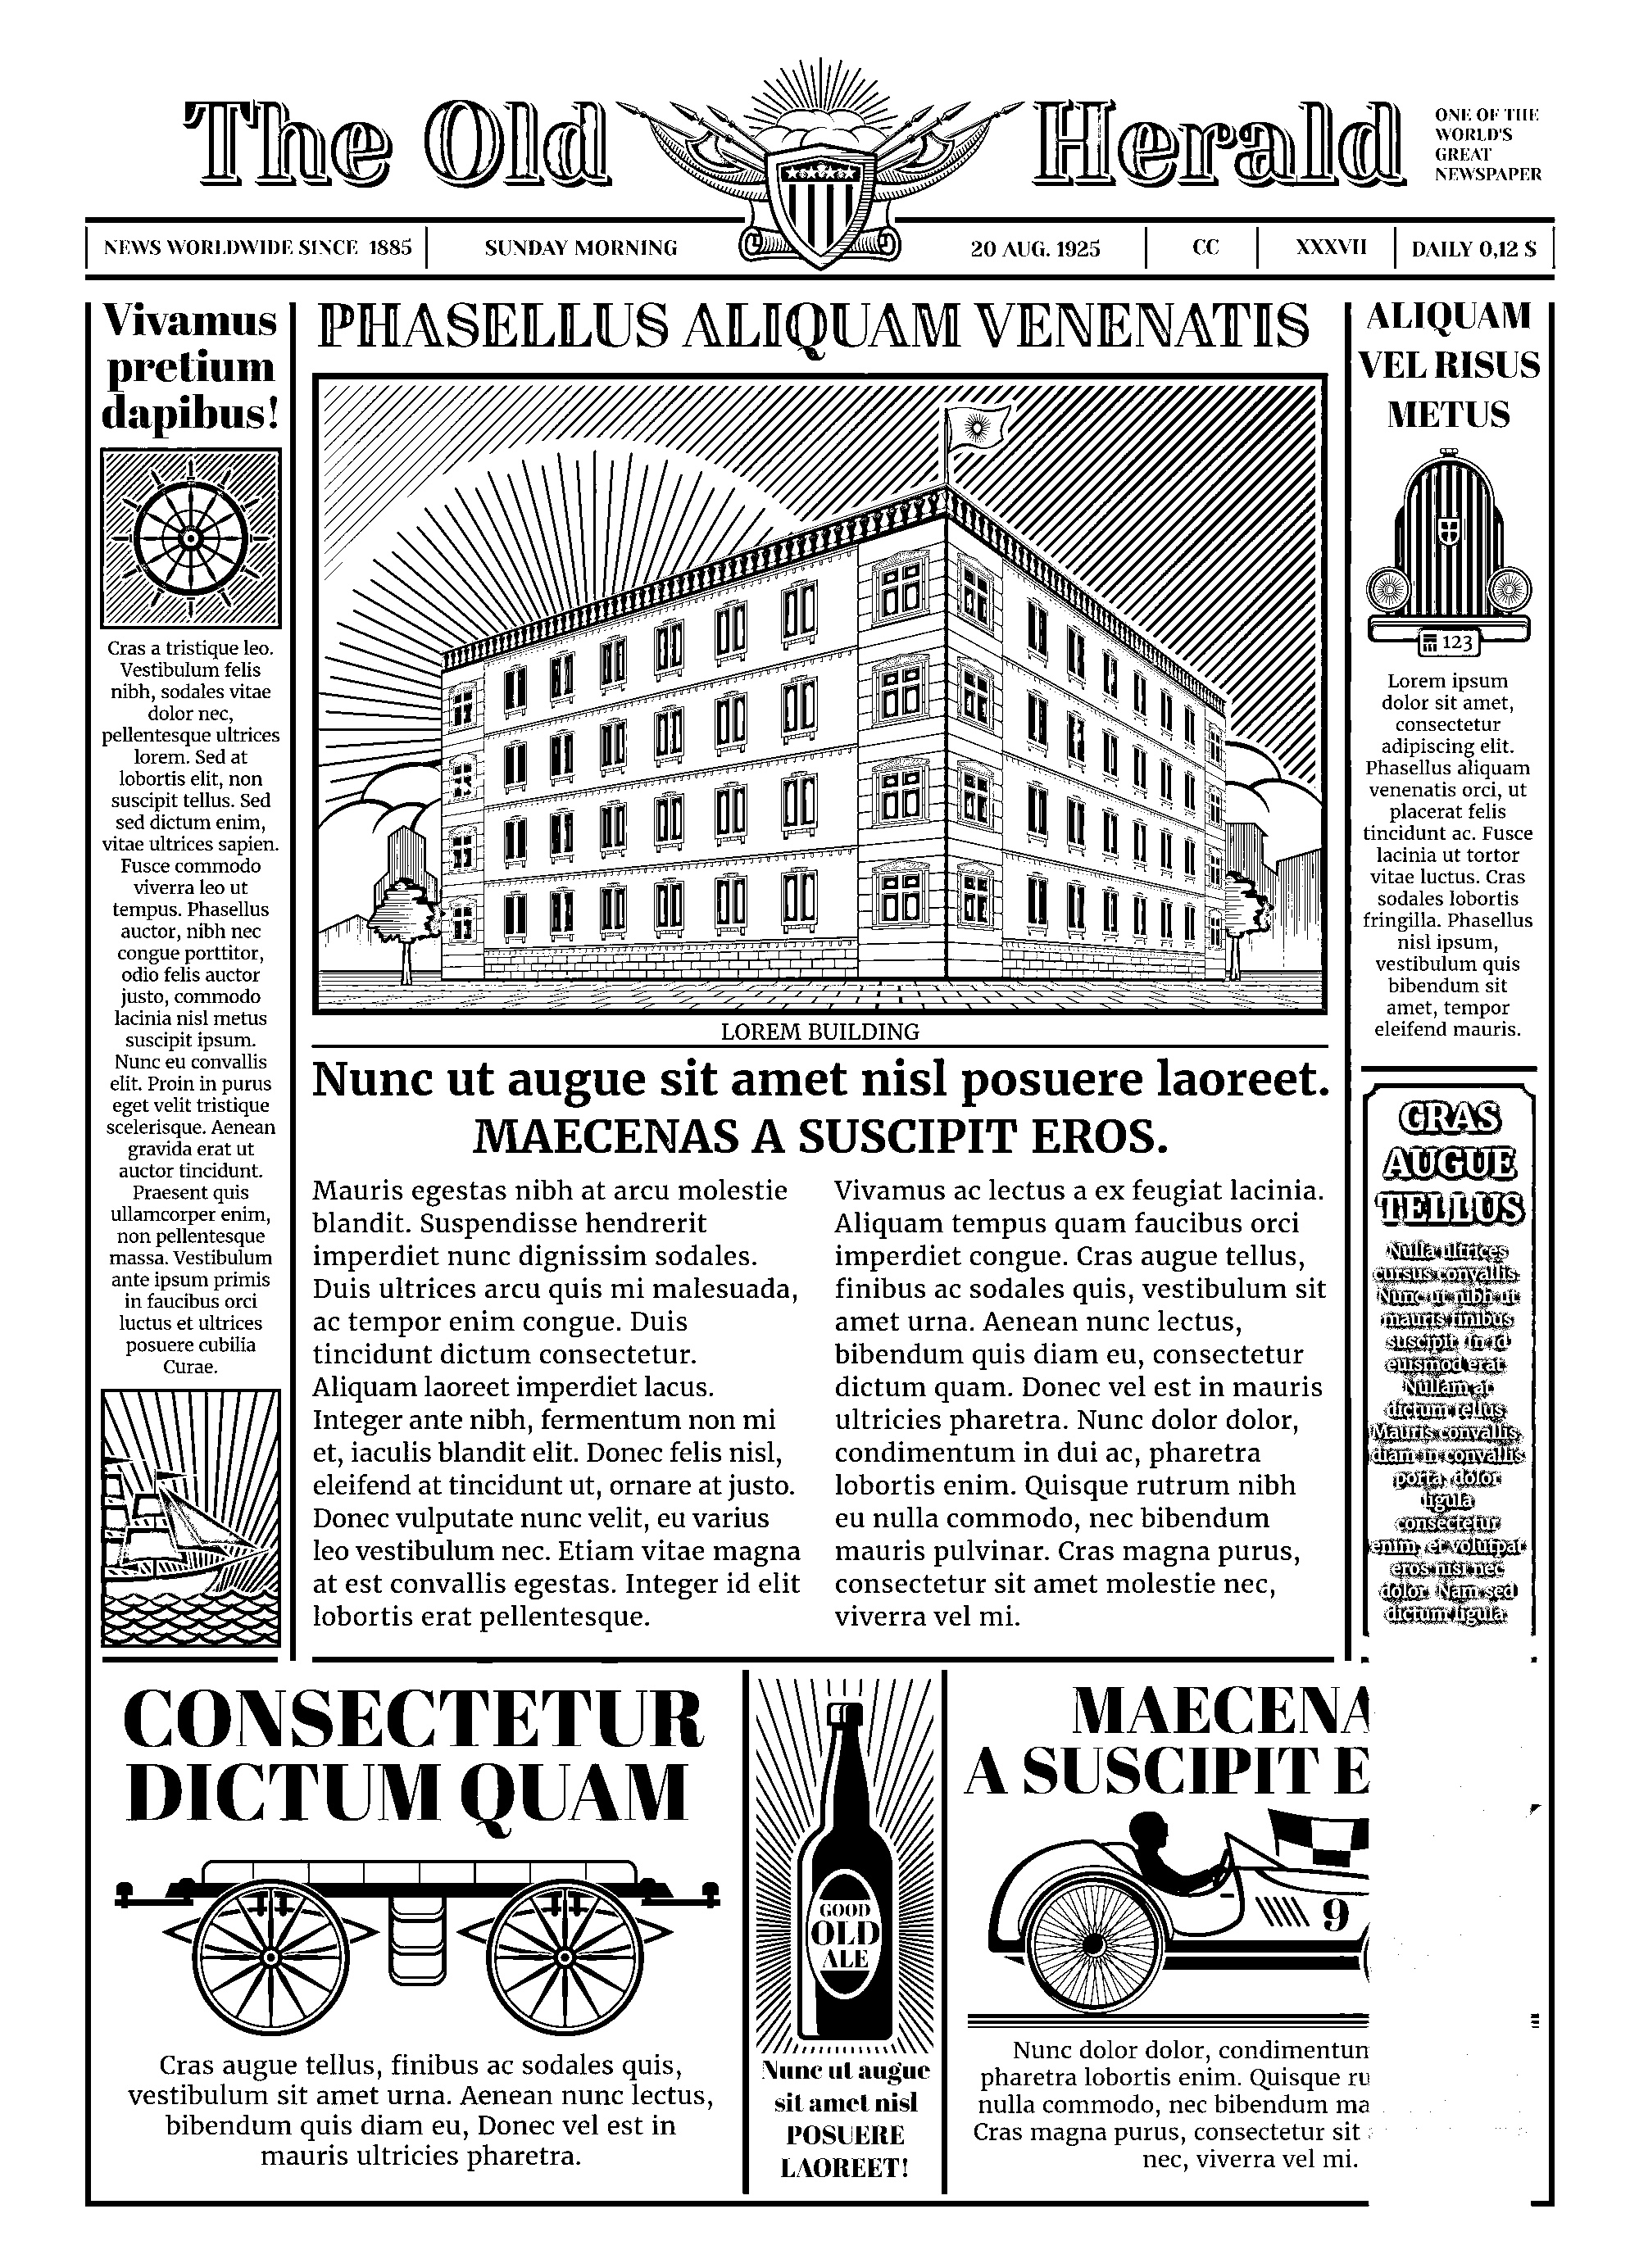 The Old Herald
ONE OF THE
WORLD'S
GREAT
NEWSPAPER
NEWS WORLDWIDE SINCE 1885
SUNDAY MORNING
20 AUG. 1925
CC
XXXVII
DAILY 0,12 S
Vivamus
pretium
dapibus!
Cras a tristique leo.
Vestibulum felis
nibh, sodales vitae
dolor nec,
pellentesque ultrices
lorem. Sed at
lobortis elit, non
suscipit tellus. Sed
sed dictum enim,
vitae ultrices sapien.
Fusce commodo
viverra leo ut
tempus. Phasellus
auctor, nibh nec
congue porttitor,
odio felis auctor
justo, commodo
lacinia nisl metus
suscipit ipsum.
Nunc eu convallis
elit. Proin in purus
eget velit tristique
scelerisque. Aenean
gravida erat ut
auctor tincidunt.
Praesent quis
ullamcorper enim,
non pellentesque
massa. Vestibulum
ante ipsum primis
in faucibus orci
luctus et ultrices
posuere cubilia
Curae.
PHASELLUS ALIQUAM VENENATIS
LOREM BUILDING
Nunc ut augue sit amet nisl posuere laoreet.
MAECENAS A SUSCIPIT EROS.
Mauris egestas nibh at arcu molestie
blandit. Suspendisse hendrerit
imperdiet nunc dignissim sodales.
Duis ultrices arcu quis mi malesuada,
ac tempor enim congue. Duis
tincidunt dictum consectetur.
Aliquam laoreet imperdiet lacus.
Integer ante nibh, fermentum non mi
et, iaculis blandit elit. Donec felis nisl,
eleifend at tincidunt ut, ornare at justo.
Donec vulputate nunc velit, eu varius
leo vestibulum nec. Etiam vitae magna
at est convallis egestas. Integer id elit
lobortis erat pellentesque.
Vivamus ac lectus a ex feugiat lacinia.
Aliquam tempus quam faucibus orci
imperdiet congue. Cras augue tellus,
finibus ac sodales quis, vestibulum sit
amet urna. Aenean nunc lectus,
bibendum quis diam eu, consectetur
dictum quam. Donec vel est in mauris
ultricies pharetra. Nunc dolor dolor,
condimentum in dui ac, pharetra
lobortis enim. Quisque rutrum nibh
eu nulla commodo, nec bibendum
mauris pulvinar. Cras magna purus,
consectetur sit amet molestie nec,
viverra vel mi.
ALIQUAM
VEL RISUS
METUS
123
Lorem ipsum
dolor sit amet,
consectetur
adipiscing elit.
Phasellus aliquam
venenatis orci, ut
placerat felis
tincidunt ac. Fusce
lacinia ut tortor
vitae luctus. Cras
sodales lobortis
fringilla. Phasellus
nisl ipsum,
vestibulum quis
bibendum sit
amet, tempor
eleifend mauris.
GRAS
AUGUE
TELLUS
Nulla ultrices
cursus convallis.
Nunc ut nibh ut
mauris finibus
suscipit. In id
euismod erat.
Nullam at
dictum tellus.
Mauris convallis,
diam in convallis
porta, dolor
ligula
consectetur
enim, et volutpat
eros nisi nec
dolor. Nam sed
dictum ligula.
CONSECTETUR
DICTUM QUAM
Cras augue tellus, finibus ac sodales quis,
vestibulum sit amet urna. Aenean nunc lectus,
bibendum quis diam eu, Donec vel est in
mauris ultricies pharetra.
GOOD
OLD
ALE
Nunc ut augue
sit amet nisl
POSUERE
LAOREET!
MAECENA
A SUSCIPIT E
9
Nunc dolor dolor, condimentun
pharetra lobortis enim. Quisque ru
nulla commodo, nec bibendum ma
Cras magna purus, consectetur sit
nec, viverra vel mi.